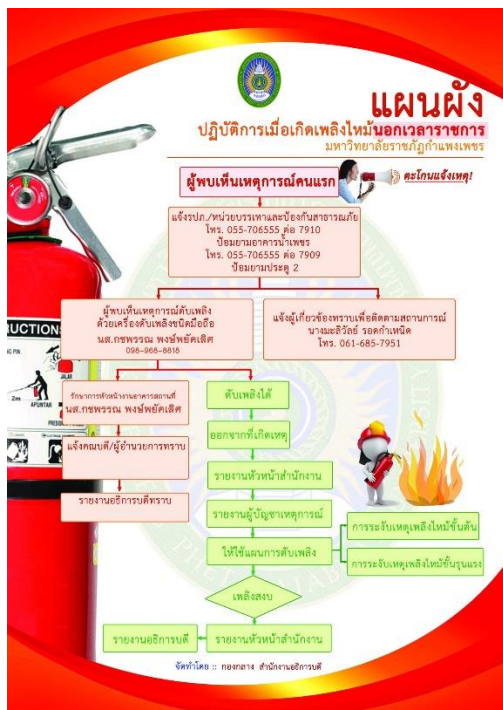 แผนผัง
ปฏิบัติการเมื่อเกิดเพลิงไหม้นอกเวลาราชการ
มหาวิทยาลัยราชภัฏกำแพงเพชร
ผู้พบเห็นเหตุการณ์คนแรก
ตะโกนแจ้งเหตุ!
แจ้งรปภ./หน่วยบรรเทาและป้องกันสาธารณภัย
โทร. 055-706555 ต่อ 7910
ป้อมยามอาคารน้ำเพชร
โทร. 055-706555 ต่อ 7909
ป้อมยามประตู 2
ผู้พบเห็นเหตุการณ์ดับเพลิง
ด้วยเครื่องดับเพลิงชนิดมือถือ
นส.กชพรรณ พงษ์พยัคเลิศ
098-968-8818
แจ้งผู้เกี่ยวข้องทราบเพื่อติดตามสถานการณ์
นางมะลิวัลย์ รอดกำเหนิด
โทร. 061-685-7951
รักษาการหัวหน้างานอาคารสถานที่
นส.กชพรรณ พงษ์พยัคเลิศ
แจ้งคณบดี/ผู้อำนวยการทราบ
รายงานอธิการบดีทราบ
ดับเพลิงได้
ออกจากที่เกิดเหตุ
รายงานหัวหน้าสำนักงาน
รายงานผู้บัญชาเหตุการณ์
ให้ใช้แผนการดับเพลิง
การระงับเหตุเพลิงไหม้ขั้นต้น
การระงับเหตุเพลิงไหม้ขั้นรุนแรง
เพลิงสงบ
รายงานอธิการบดี
รายงานหัวหน้าสำนักงาน
จัดทำโดย :: กองกลาง สำนักงานอธิการบดี
RUCTIONS
2m
APUNTAR